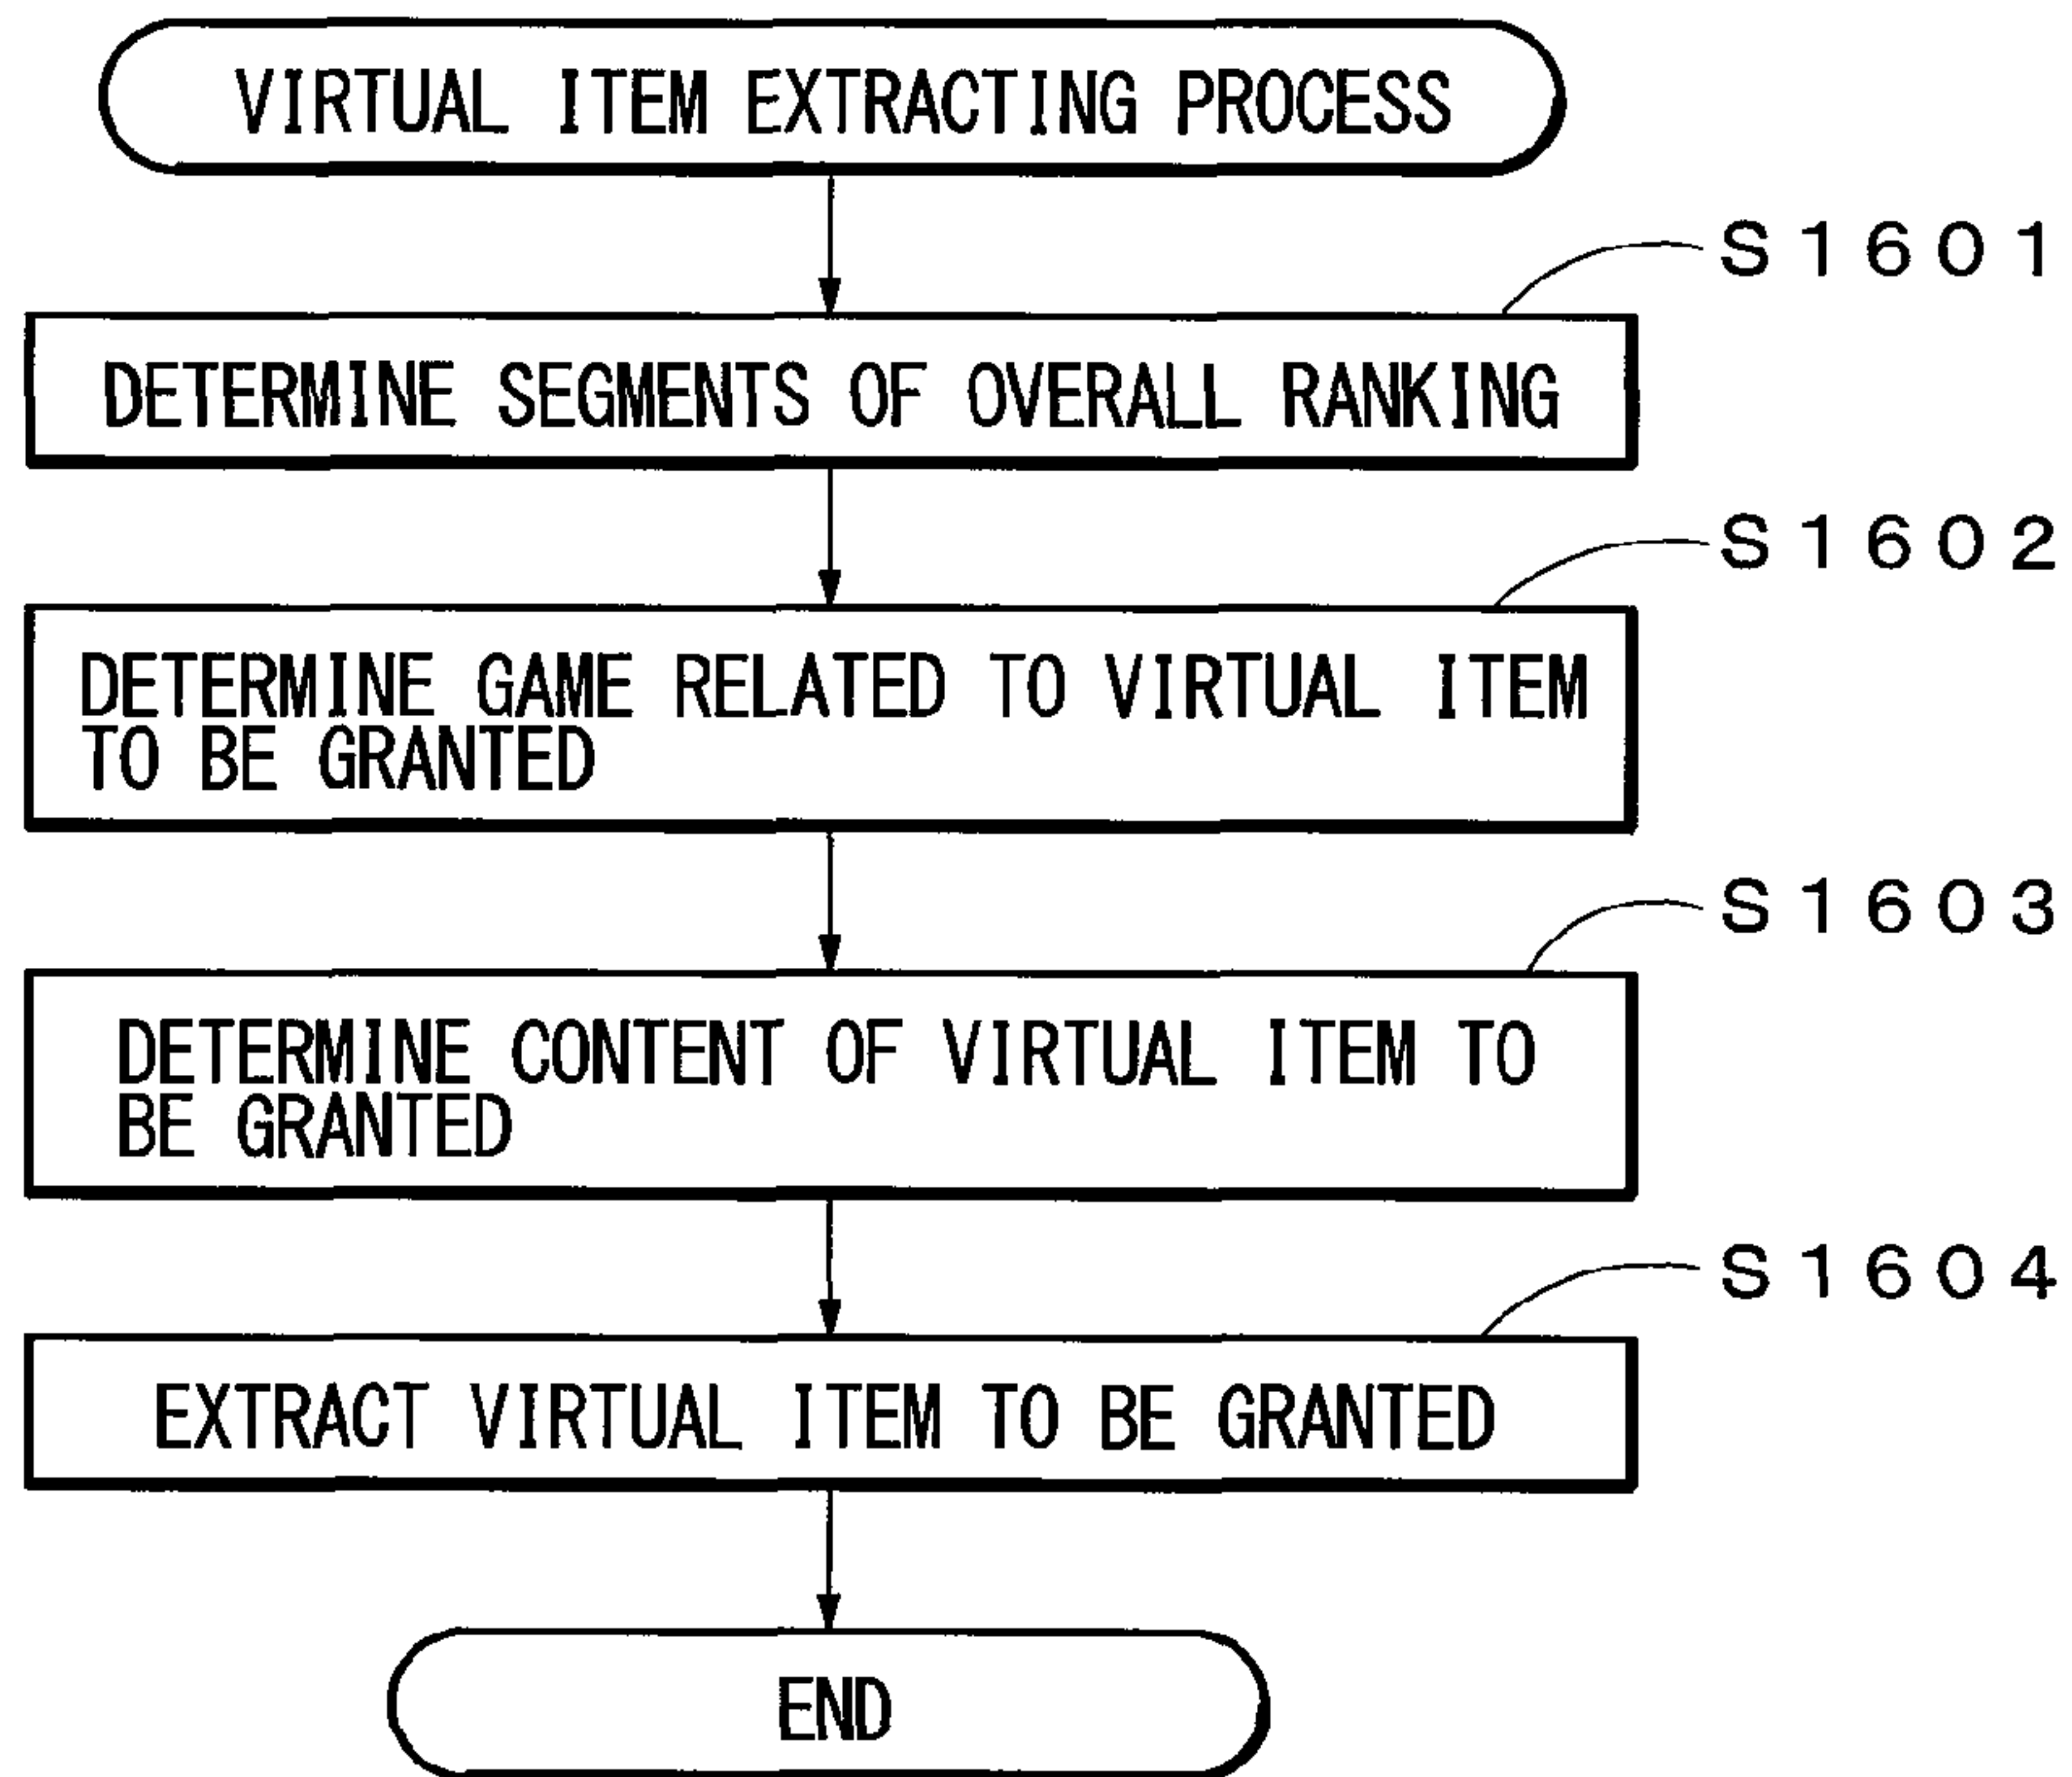 VIRTUAL ITEM EXTRACTING PROCESS
S1601
DETERMINE SEGMENTS OF OVERALL RANKING
S1602
DETERMINE GAME RELATED TO VIRTUAL ITEM
TO BE GRANTED
S1603
DETERMINE CONTENT OF VIRTUAL ITEM TO
BE GRANTED
S1604
EXTRACT VIRTUAL ITEM TO BE GRANTED
END